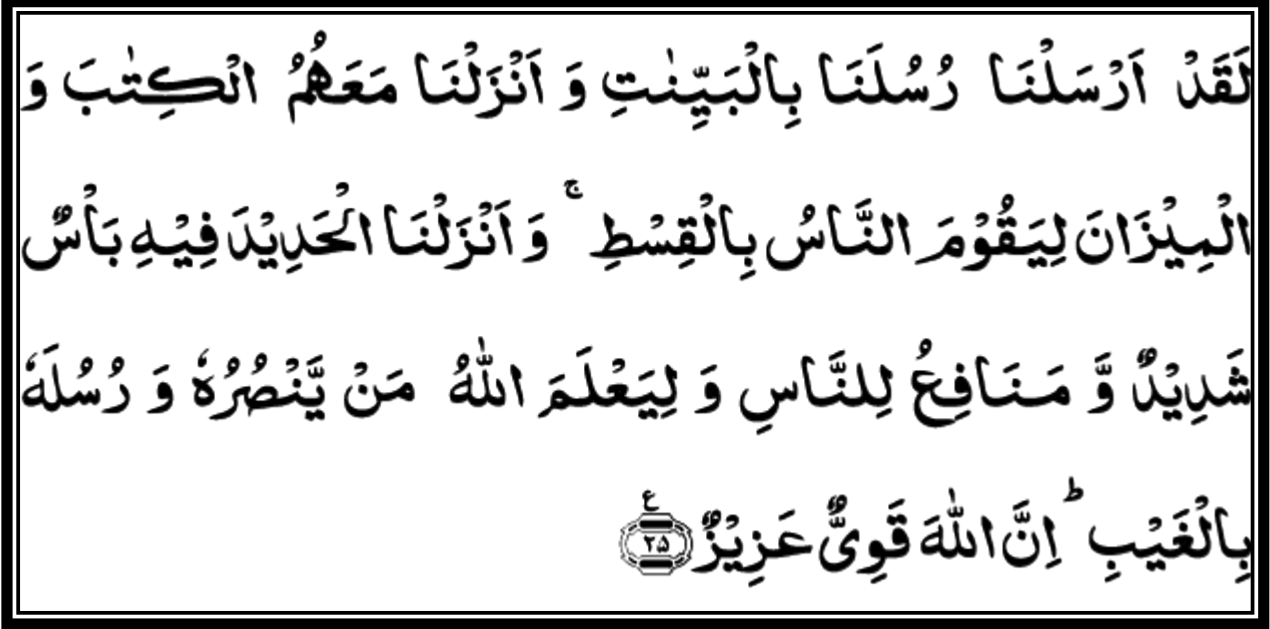 لَقَدْ اَرْسَلْنَا رُسُلَنَا بِالْبَيِّنٰتِ وَ اَنْزَلْنَا مَعَهُمُ الْكِتٰبَ وَ
الْمِيْزَانَ لِيَقُوْمَ النَّاسُ بِالْقِسْطِ ۚ وَ اَنْزَلْنَا الْحَدِيْدَ فِيْهِ بَاْسٌ
شَدِيْدٌ وَّ مَنَافِعُ لِلنَّاسِ وَ لِيَعْلَمَ اللّٰهُ مَنْ يَّنْصُرُهٗ وَ رُسُلَهٗ
بِالْغَيْبِ ؕ اِنَّ اللّٰهَ قَوِىٌّ عَزِيْزٌ ع ۲۵